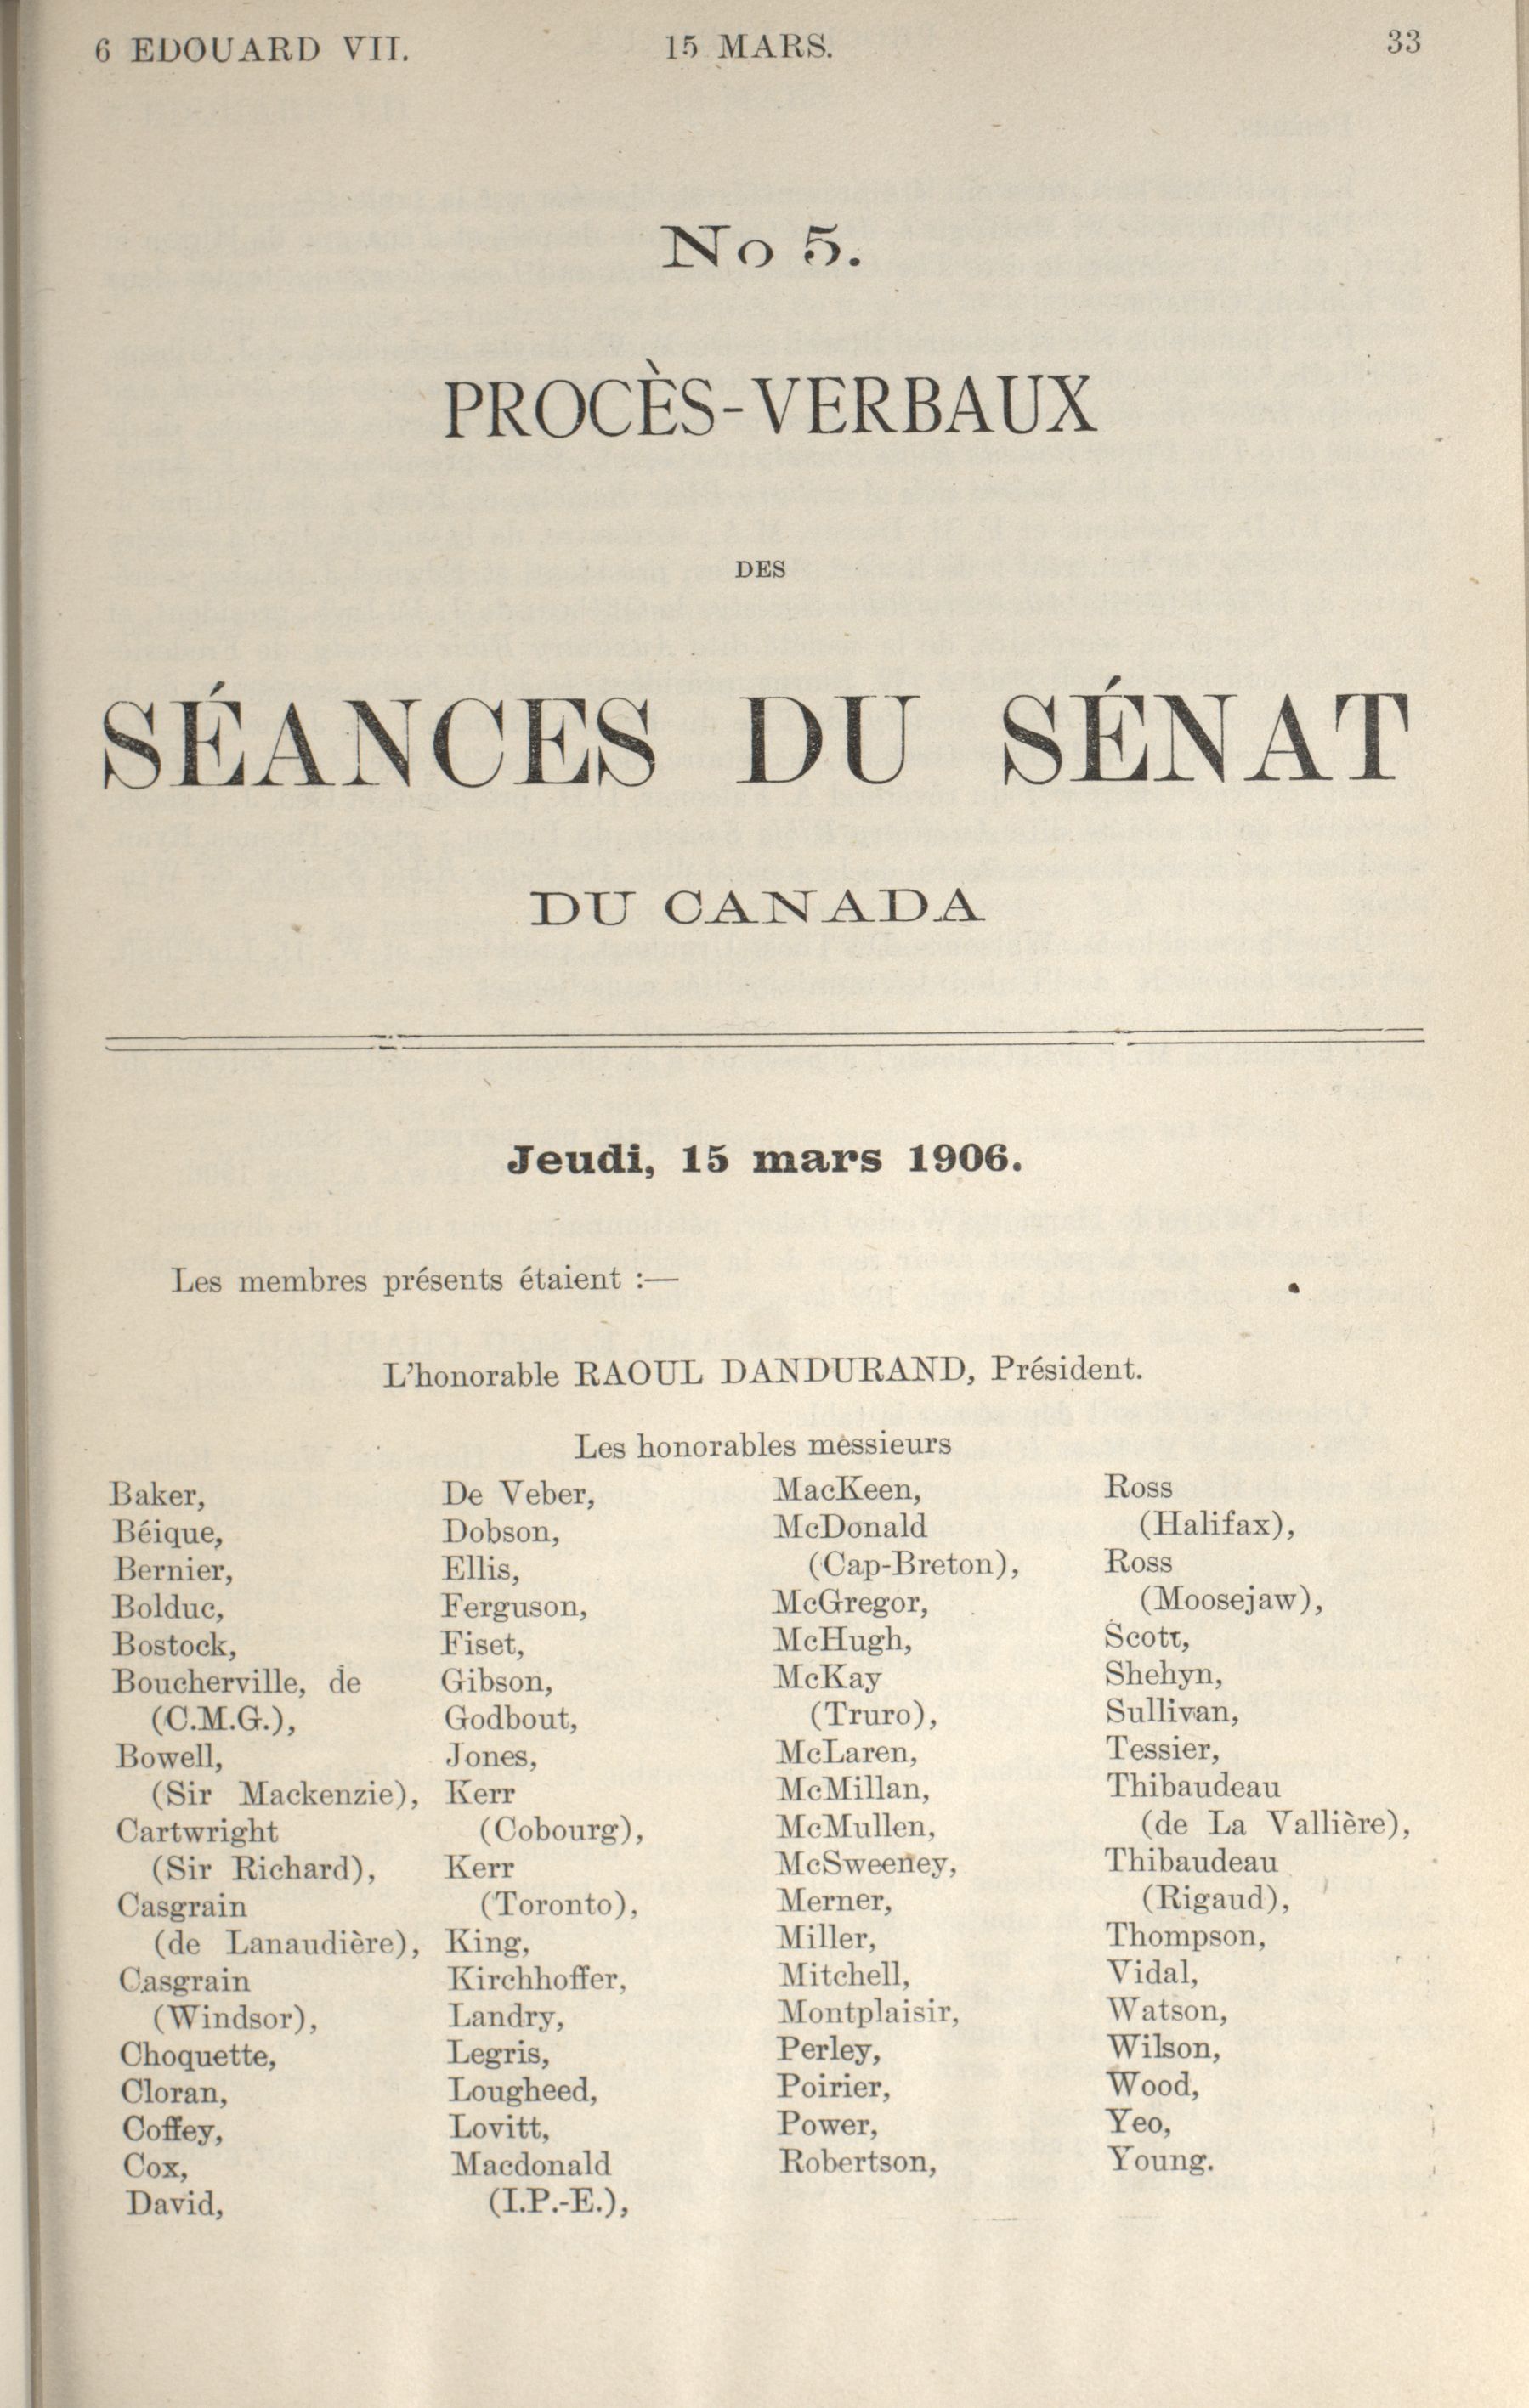 6 EDOUARD VII.
15 MARS.
33
No 5.
PROCÈS-VERBAUX
DES
SÉANCES DU SÉNAT
DU CANADA
Jeudi, 15 mars 1906.
Les membres présents étaient :—
L'honorable RAOUL DANDURAND, Président.
Les honorables messieurs
Baker,
Béique,
Bernier,
Bolduc,
Bostock,
Boucherville, de
(C.M.G.),
Bowell,
(Sir Mackenzie),
Cartwright
(Sir Richard),
Casgrain
(de Lanaudière),
Casgrain
(Windsor),
Choquette,
Cloran,
Coffey,
Cox,
David,
De Veber,
Dobson,
Ellis,
Ferguson,
Fiset,
Gibson,
Godbout,
Jones,
Kerr
(Cobourg),
Kerr
(Toronto),
King,
Kirchhoffer,
Landry,
Legris,
Lougheed,
Lovitt,
Macdonald
(I.P.-E.),
MacKeen,
McDonald
(Cap-Breton),
McGregor,
McHugh,
McKay
(Truro),
McLaren,
McMillan,
McMullen,
McSweeney,
Merner,
Miller,
Mitchell,
Montplaisir,
Perley,
Poirier,
Power,
Robertson,
Ross
(Halifax),
Ross
(Moosejaw),
Scott,
Shehyn,
Sullivan,
Tessier,
Thibaudeau
(de La Vallière),
Thibaudeau
(Rigaud),
Thompson,
Vidal,
Watson,
Wilson,
Wood,
Yeo,
Young.